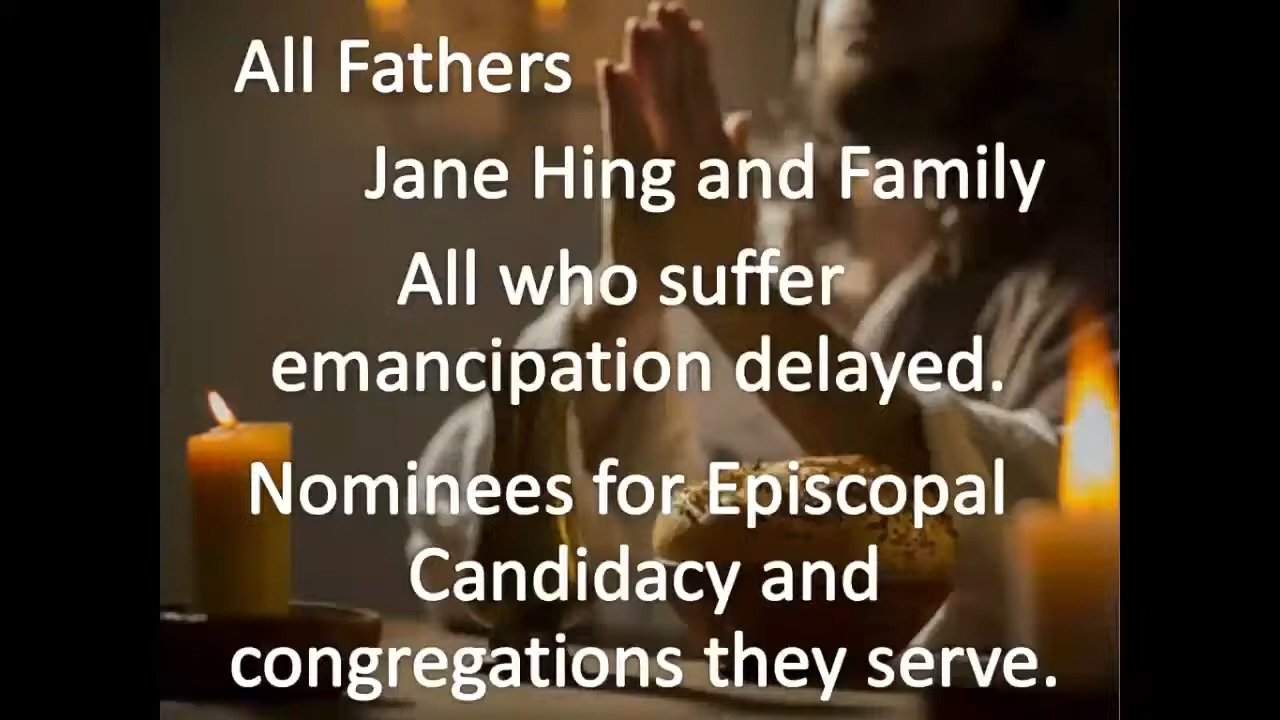 All Fathers
Jane Hing and Family
All who suffer
emancipation delayed.
Nominees for Episcopal
Candidacy and
congregations they serve.